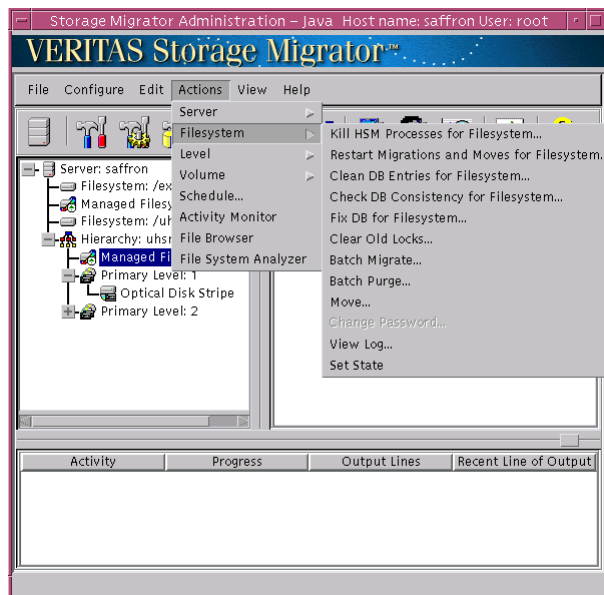 Storage Migrator Administration – Java Host name: saffron User: root
VERITAS Storage Migrator™
File Configure Edit Actions View Help
Server
Filesystem
Level
Volume
Schedule...
Activity Monitor
File Browser
File System Analyzer
Kill HSM Processes for Filesystem...
Restart Migrations and Moves for Filesystem.
Clean DB Entries for Filesystem...
Check DB Consistency for Filesystem...
Fix DB for Filesystem...
Clear Old Locks...
Batch Migrate...
Batch Purge...
Move...
Change Password...
View Log...
Set State
Server: saffron
Filesystem: /ex
Managed Filesy
Filesystem: /uh
Hierarchy: uhsr
Managed Fi
Primary Level: 1
Optical Disk Stripe
Primary Level: 2
Activity Progress Output Lines Recent Line of Output